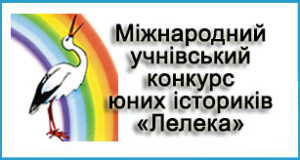 Міжнародний
учнівський
конкурс
юних істориків
«Лелека»